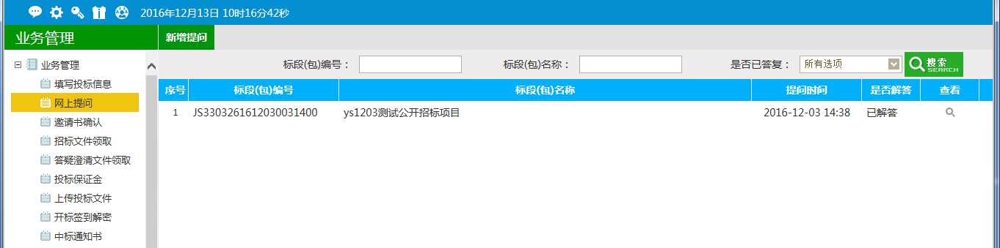 2016年12月13日 10时16分42秒
业务管理
新增提问
业务管理
填写投标信息
网上提问
邀请书确认
招标文件领取
答疑澄清文件领取
投标保证金
上传投标文件
开标签到解密
中标通知书
标段(包)编号： 标段(包)名称： 是否已答复： 所有选项 搜索 SEARCH
序号 标段(包)编号 标段(包)名称 提问时间 是否解答 查看
1 JS3303261612030031400 ys1203测试公开招标项目 2016-12-03 14:38 已解答